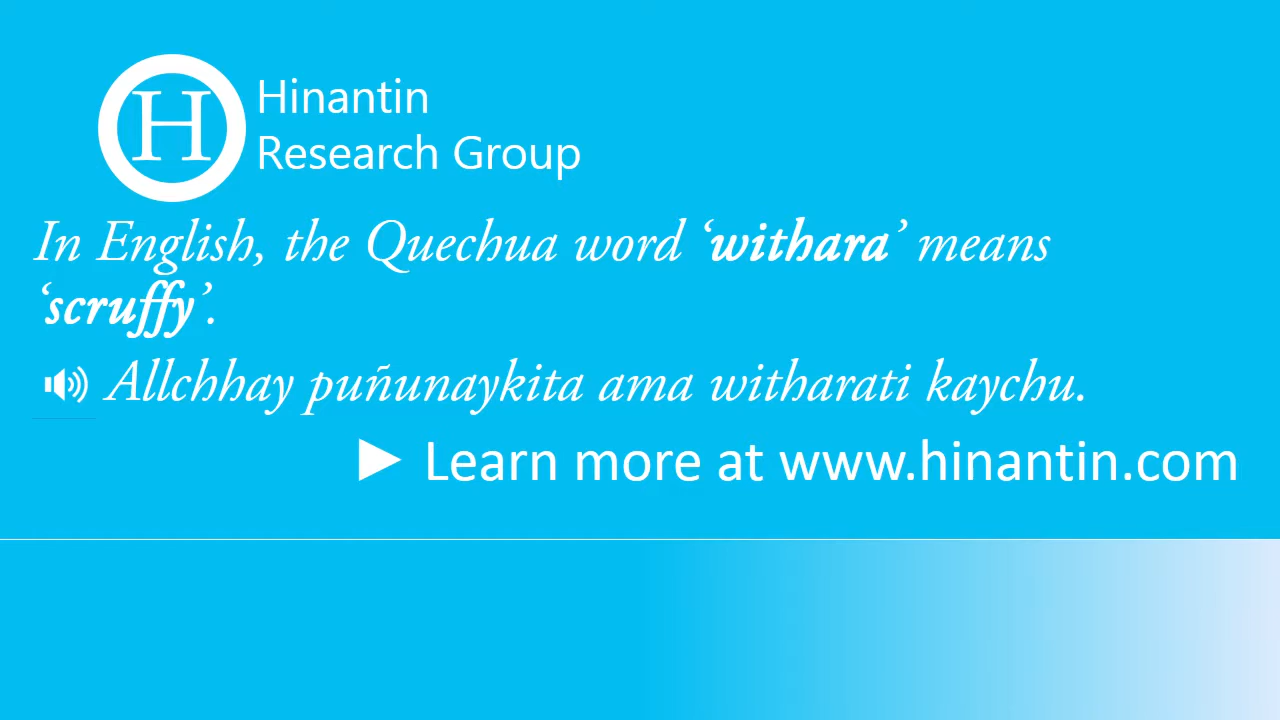 H
Hinantin
Research Group
In English, the Quechua word ‘withara’ means
‘scruffy’.
Allchhay puñunaykita ama witharati kaychu.
► Learn more at www.hinantin.com